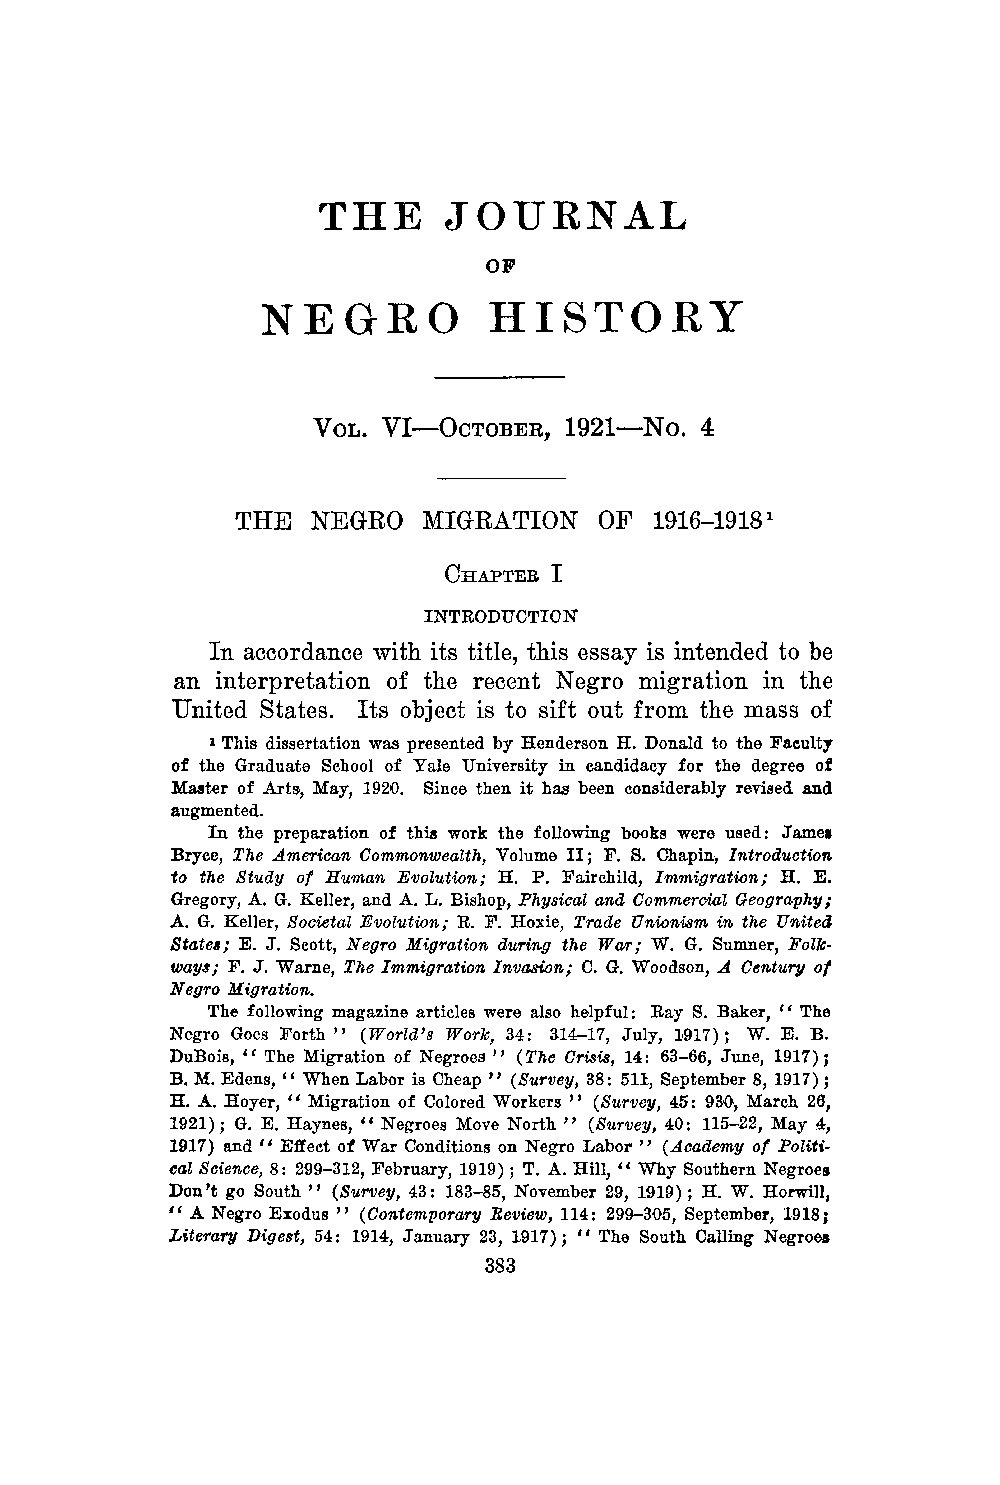 THE JOURNAL
OF
NEGRO HISTORY
VOL. VI—OCTOBER, 1921—NO. 4
THE NEGRO MIGRATION OF 1916–1918¹
CHAPTER I
INTRODUCTION
In accordance with its title, this essay is intended to be
an interpretation of the recent Negro migration in the
United States. Its object is to sift out from the mass of
¹ This dissertation was presented by Henderson H. Donald to the Faculty
of the Graduate School of Yale University in candidacy for the degree of
Master of Arts, May, 1920. Since then it has been considerably revised and
augmented.
In the preparation of this work the following books were used: James
Bryce, The American Commonwealth, Volume II; F. S. Chapin, Introduction
to the Study of Human Evolution; H. P. Fairchild, Immigration; H. E.
Gregory, A. G. Keller, and A. L. Bishop, Physical and Commercial Geography;
A. G. Keller, Societal Evolution; R. F. Hoxie, Trade Unionism in the United
States; E. J. Scott, Negro Migration during the War; W. G. Sumner, Folk-
ways; F. J. Warne, The Immigration Invasion; C. G. Woodson, A Century of
Negro Migration.
The following magazine articles were also helpful: Ray S. Baker, " The
Negro Goes Forth '' (World's Work, 34: 314–17, July, 1917); W. E. B.
DuBois, '' The Migration of Negroes '' (The Crisis, 14: 63–66, June, 1917);
B. M. Edens, '' When Labor is Cheap '' (Survey, 38: 511, September 8, 1917);
H. A. Hoyer, '' Migration of Colored Workers '' (Survey, 45: 930, March 26,
1921); G. E. Haynes, '' Negroes Move North '' (Survey, 40: 115–22, May 4,
1917) and '' Effect of War Conditions on Negro Labor '' (Academy of Politi-
cal Science, 8: 299–312, February, 1919); T. A. Hill, '' Why Southern Negroes
Don't go South '' (Survey, 43: 183–85, November 29, 1919); H. W. Horwill,
'' A Negro Exodus '' (Contemporary Review, 114: 299–305, September, 1918;
Literary Digest, 54: 1914, January 23, 1917); '' The South Calling Negroes
383